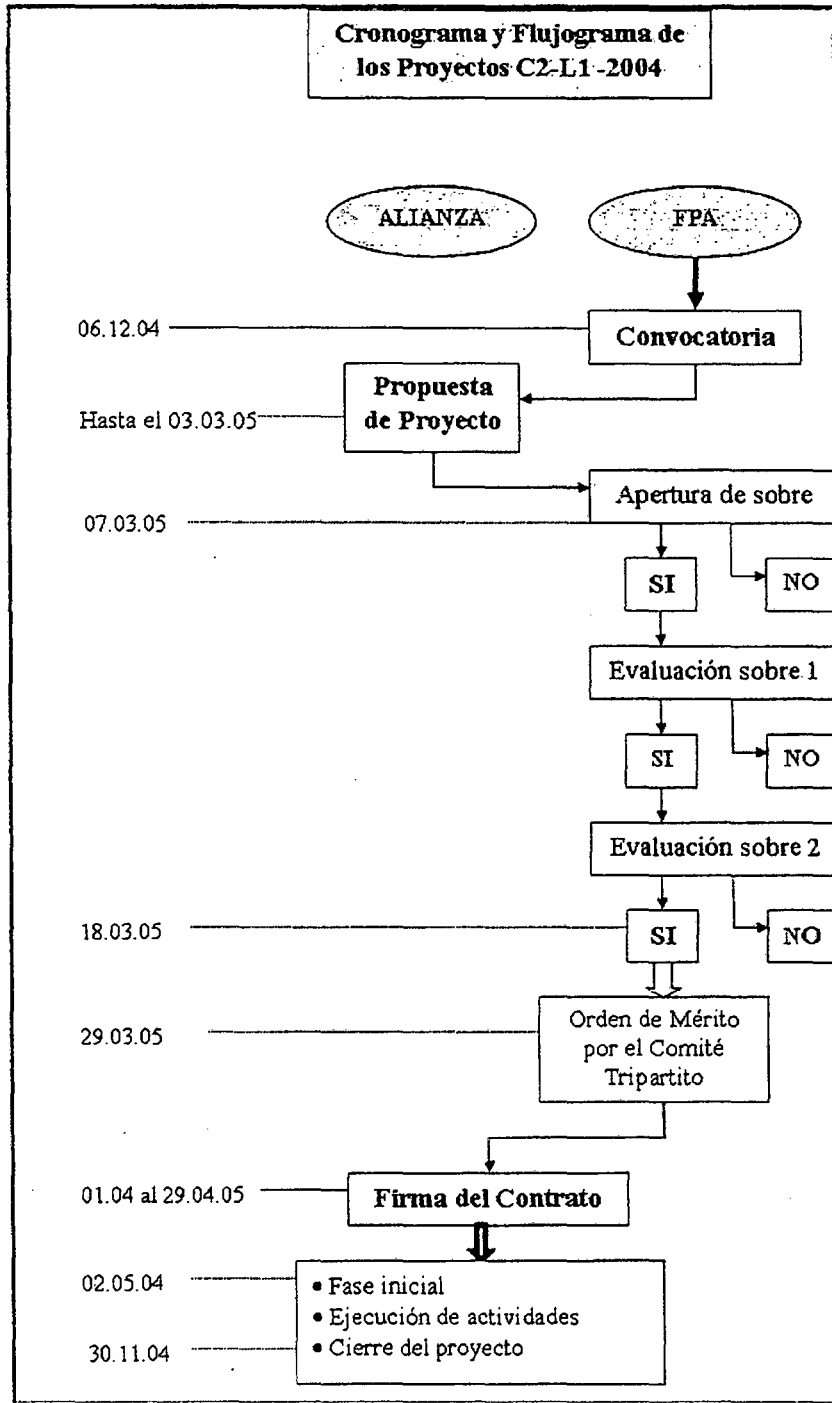 Cronograma y Flujograma de
los Proyectos C2-L1 -2004
ALIANZA
FPA
06.12.04
Convocatoria
Propuesta
de Proyecto
Hasta el 03.03.05
Apertura de sobre
07.03.05
SI
NO
Evaluación sobre 1
SI
NO
Evaluación sobre 2
18.03.05
SI
NO
29.03.05
Orden de Mérito
por el Comité
Tripartito
01.04 al 29.04.05
Firma del Contrato
02.05.04
• Fase inicial
• Ejecución de actividades
30.11.04
• Cierre del proyecto